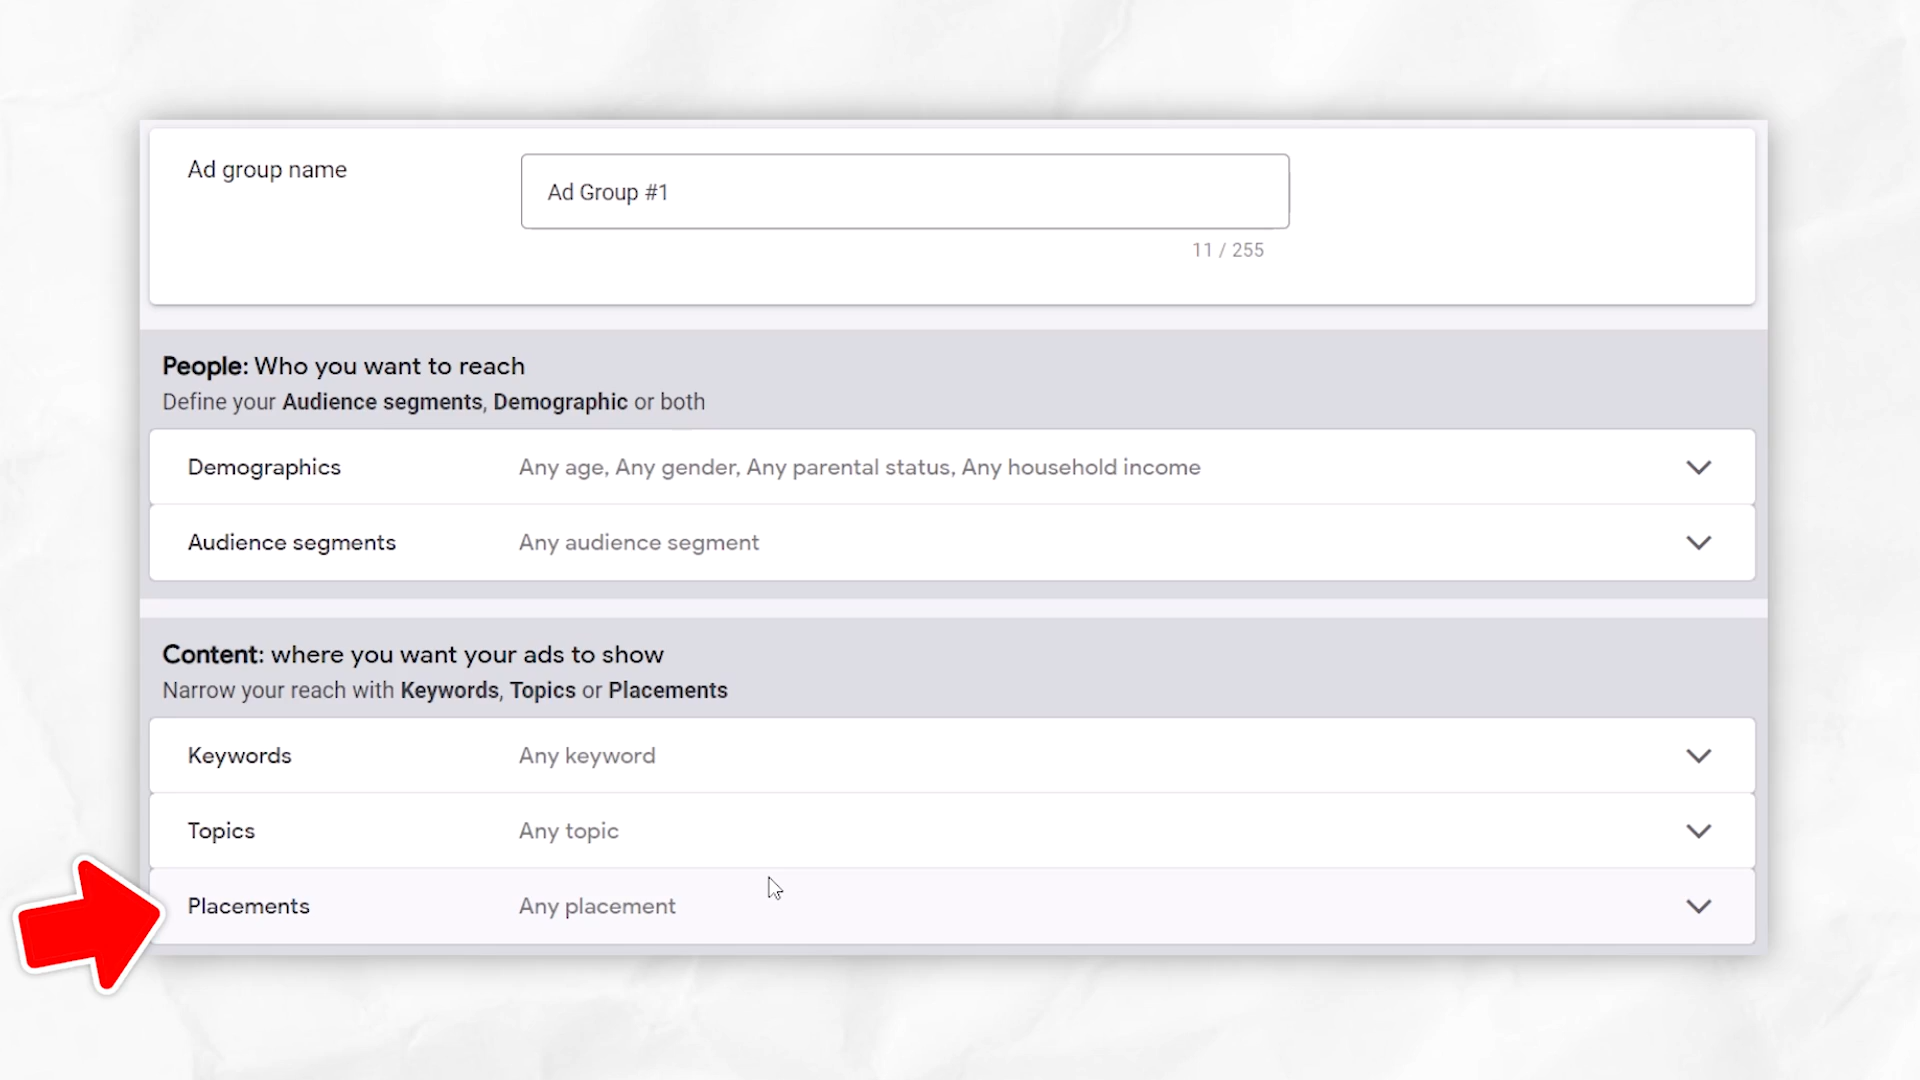 Ad group name
Ad Group #1
11 / 255
People: Who you want to reach
Define your Audience segments, Demographic or both
Demographics Any age, Any gender, Any parental status, Any household income
Audience segments Any audience segment
Content: where you want your ads to show
Narrow your reach with Keywords, Topics or Placements
Keywords Any keyword
Topics Any topic
Placements Any placement